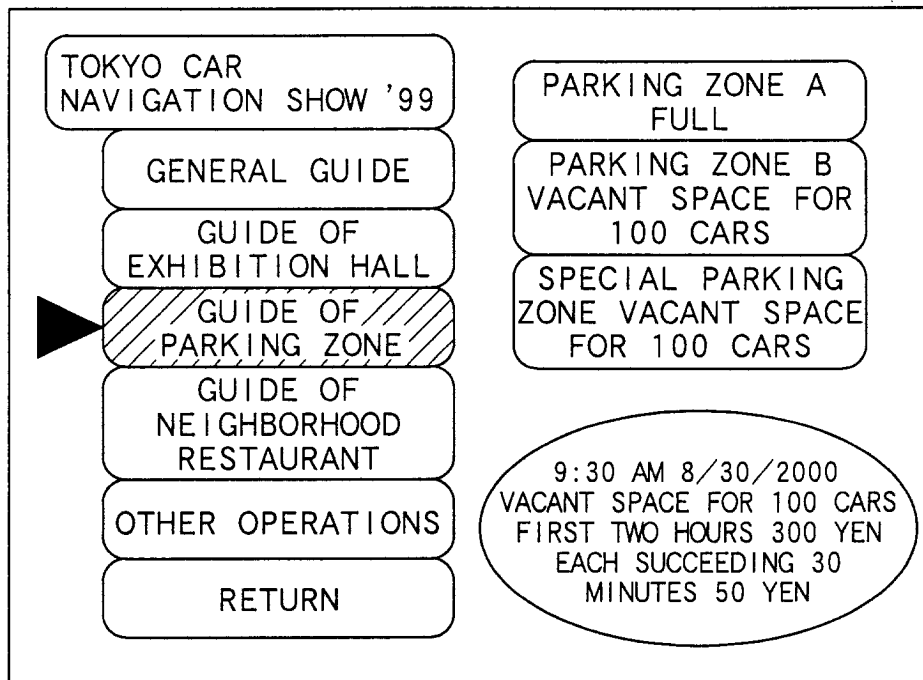 TOKYO CAR
NAVIGATION SHOW '99
GENERAL GUIDE
GUIDE OF
EXHIBITION HALL
GUIDE OF
PARKING ZONE
GUIDE OF
NEIGHBORHOOD
RESTAURANT
OTHER OPERATIONS
RETURN
PARKING ZONE A
FULL
PARKING ZONE B
VACANT SPACE FOR
100 CARS
SPECIAL PARKING
ZONE VACANT SPACE
FOR 100 CARS
9:30 AM 8/30/2000
VACANT SPACE FOR 100 CARS
FIRST TWO HOURS 300 YEN
EACH SUCCEEDING 30
MINUTES 50 YEN